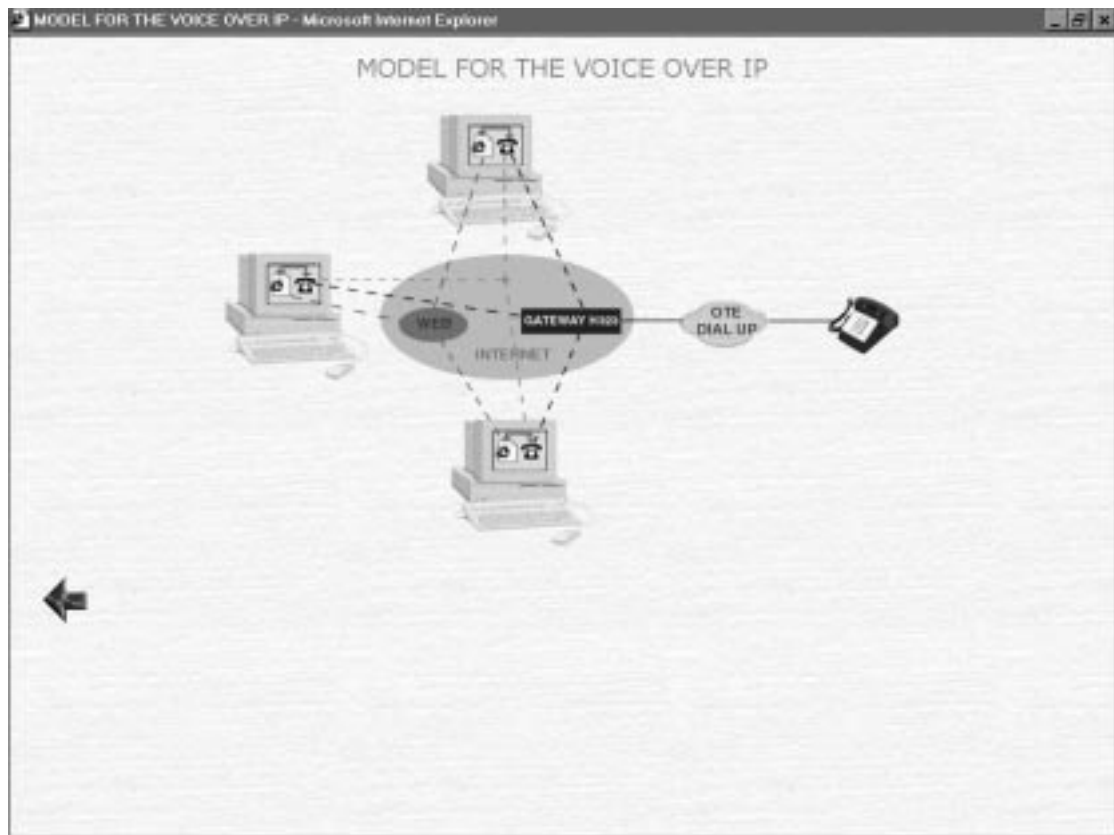 MODEL FOR THE VOICE OVER IP - Microsoft Internet Explorer
MODEL FOR THE VOICE OVER IP
WEB
GATEWAY H323
OTE
DIAL UP
INTERNET